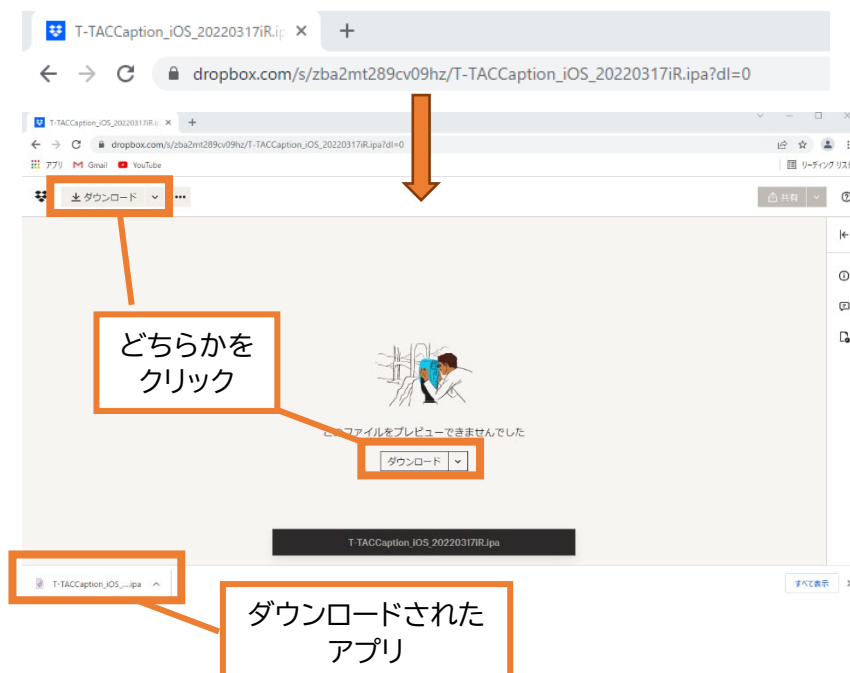 T-TACCaption_iOS_20220317iR.ip
dropbox.com/s/zba2mt289cv09hz/T-TACCaption_iOS_20220317iR.ipa?dl=0
T-TACCaption_iOS_20220317iR.i
dropbox.com/s/zba2mt289cv09hz/T-TACCaption_iOS_20220317iR.ipa?dl=0
アプリ Gmail YouTube リーディング リスト
ダウンロード 共有
どちらかを
クリック
このファイルをプレビューできませんでした
ダウンロード
T-TACCaption_iOS_20220317iR.ipa
T-TACCaption_iOS_....ipa すべて表示
ダウンロードされた
アプリ